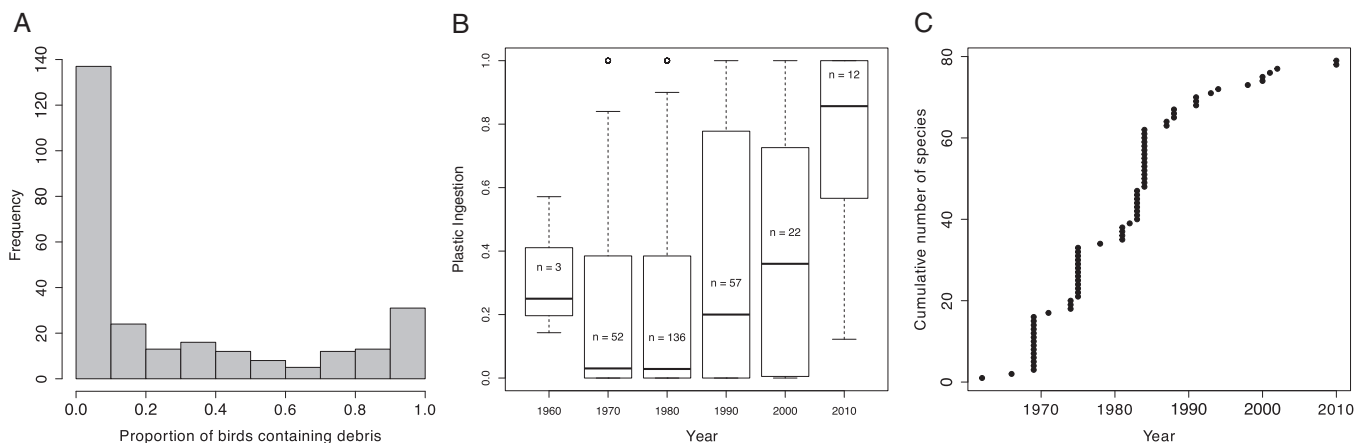 A
Frequency
0
20
40
60
80
100
120
140
0.0
0.2
0.4
0.6
0.8
1.0
Proportion of birds containing debris
B
Plastic Ingestion
0.0
0.2
0.4
0.6
0.8
1.0
n = 3
n = 52
n = 136
n = 57
n = 22
n = 12
1960
1970
1980
1990
2000
2010
Year
C
Cumulative number of species
0
20
40
60
80
1970
1980
1990
2000
2010
Year